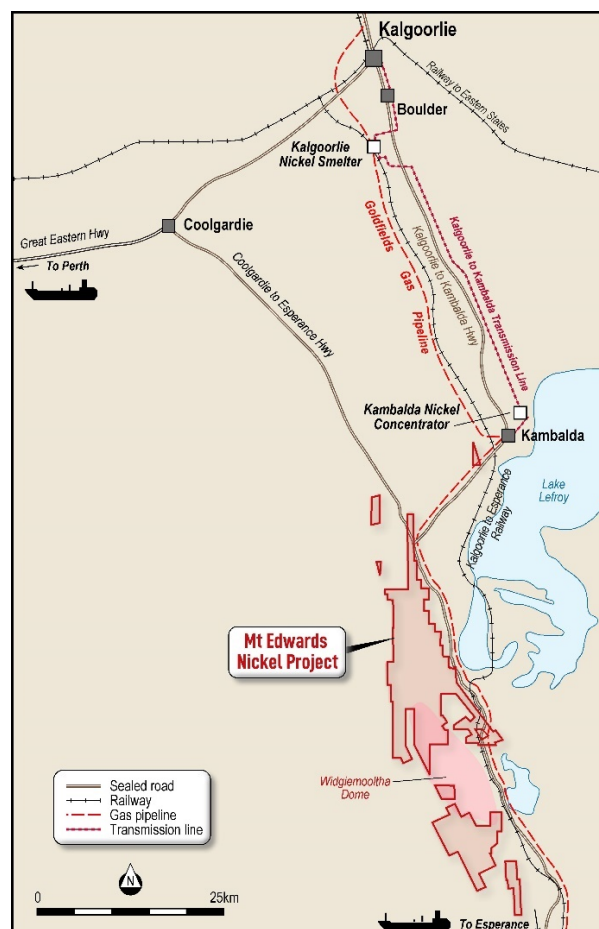 Kalgoorlie
Railway to Eastern States
Boulder
Kalgoorlie
Nickel Smelter
Coolgardie
Great Eastern Hwy
To Perth
Goldfields
Gas
Pipeline
Kalgoorlie to Kambalda Hwy
Kalgoorlie to Kambalda Transmission Line
Coolgardie to Esperance Hwy
Kambalda Nickel
Concentrator
Kambalda
Lake
Lefroy
Kalgoorlie to Esperance
Railway
Mt Edwards
Nickel Project
Widgiemooltha
Dome
Sealed road
Railway
Gas pipeline
Transmission line
N
0
25km
To Esperance